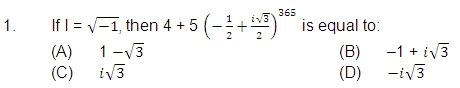 1. If I = √−1, then 4 + 5 (−1/2 + i√3/2)^365 is equal to:
(A) 1 −√3 (B) −1 + i√3
(C) i√3 (D) −i√3